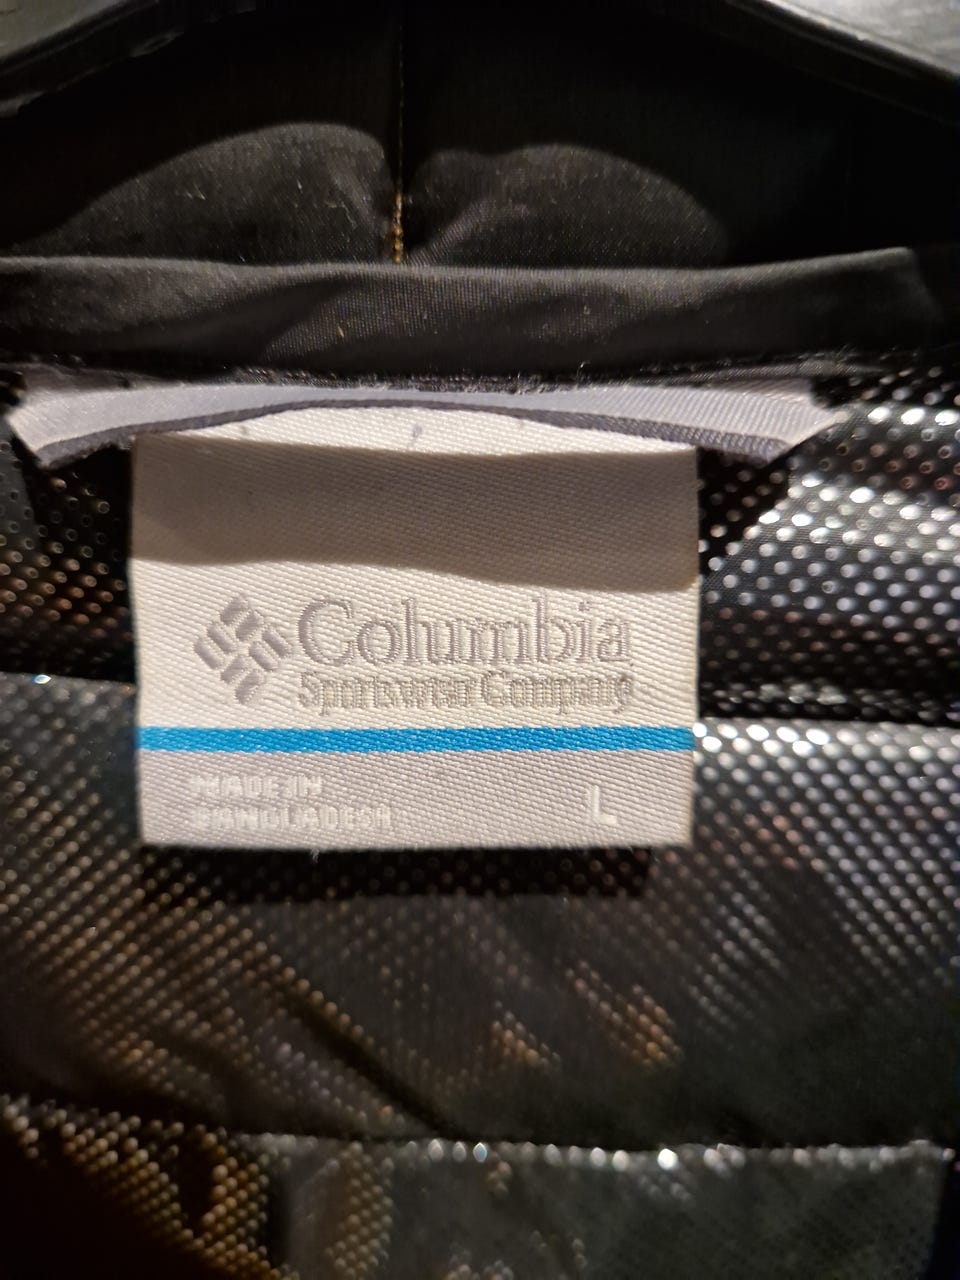 Columbia
Sportswear Company
MADE IN
BANGLADESH
L